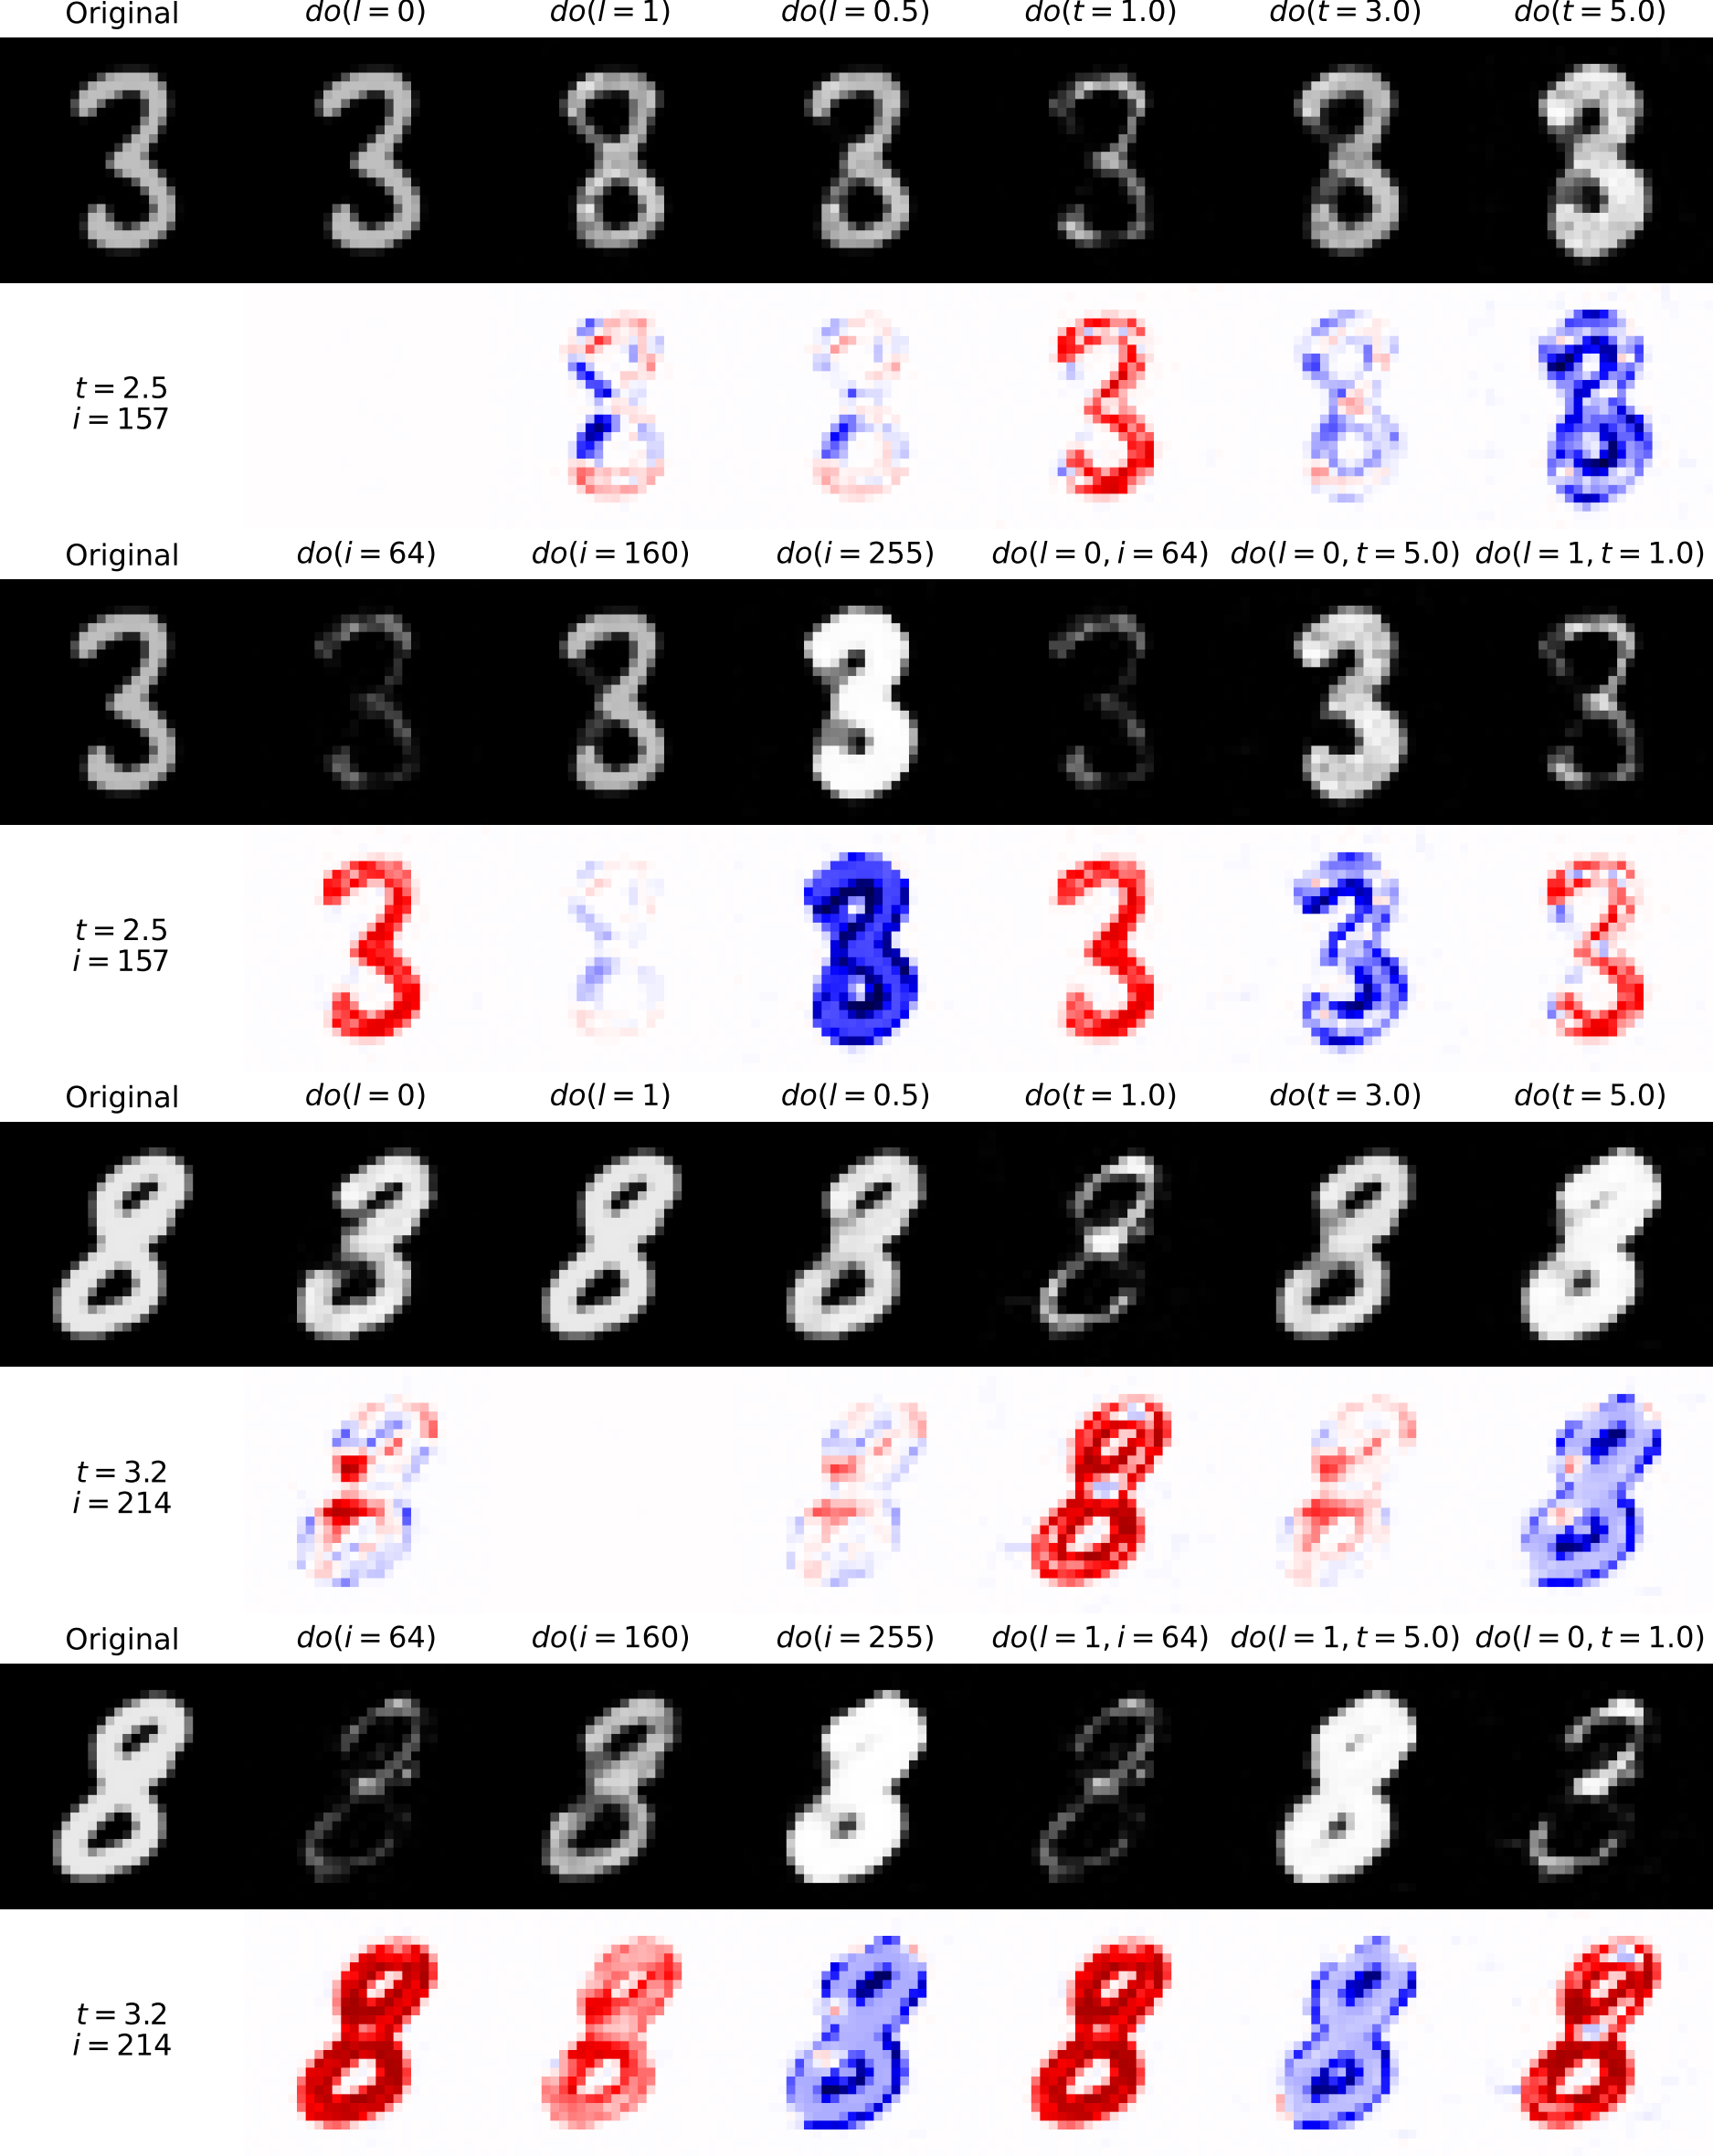 Original do(l = 0) do(l = 1) do(l = 0.5) do(t = 1.0) do(t = 3.0) do(t = 5.0)
t = 2.5
i = 157
Original do(i = 64) do(i = 160) do(i = 255) do(l = 0, i = 64) do(l = 0, t = 5.0) do(l = 1, t = 1.0)
t = 2.5
i = 157
Original do(l = 0) do(l = 1) do(l = 0.5) do(t = 1.0) do(t = 3.0) do(t = 5.0)
t = 3.2
i = 214
Original do(i = 64) do(i = 160) do(i = 255) do(l = 1, i = 64) do(l = 1, t = 5.0) do(l = 0, t = 1.0)
t = 3.2
i = 214